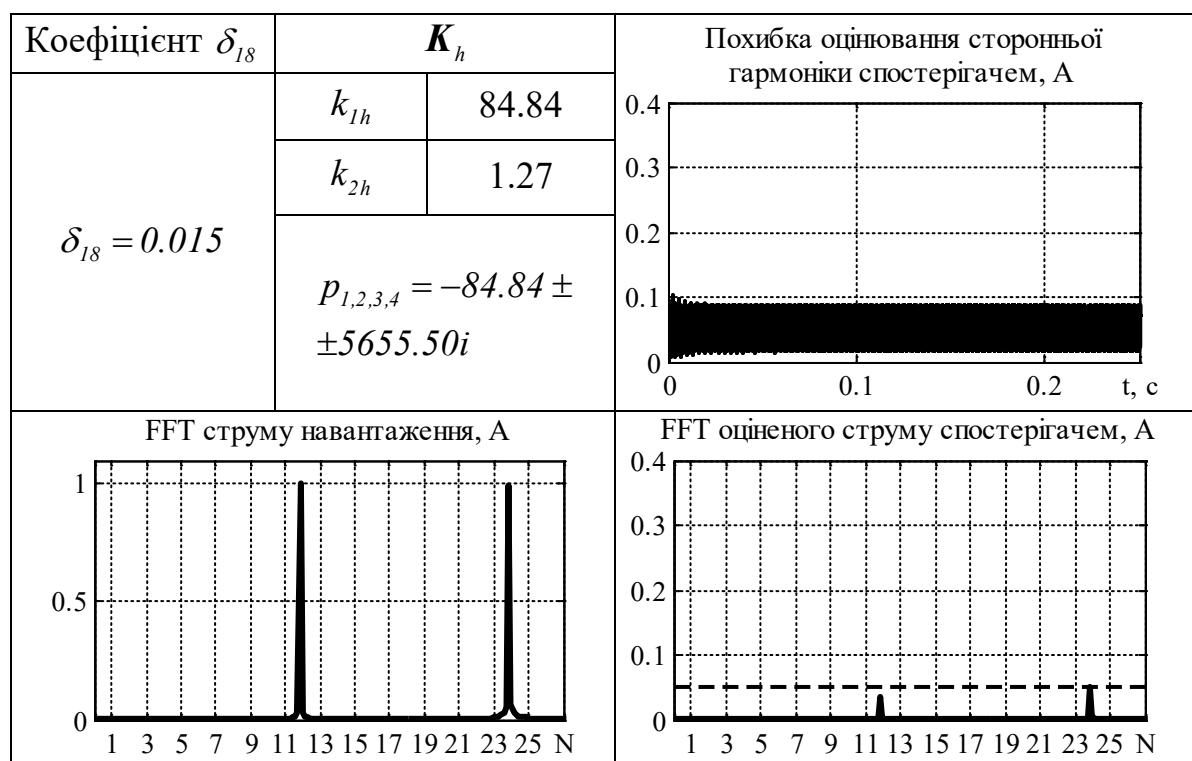 Коефіцієнт δ₁₈
K_h
k_1h
84.84
k_2h
1.27
δ₁₈ = 0.015
p_1,2,3,4 = −84.84 ±
±5655.50i
Похибка оцінювання сторонньої
гармоніки спостерігачем, А
0.4
0.3
0.2
0.1
0
0 0.1 0.2 t, c
FFT струму навантаження, А
1
0.5
0
1 3 5 7 9 11 13 15 17 19 21 23 25 N
FFT оціненого струму спостерігачем, А
0.4
0.3
0.2
0.1
0
1 3 5 7 9 11 13 15 17 19 21 23 25 N